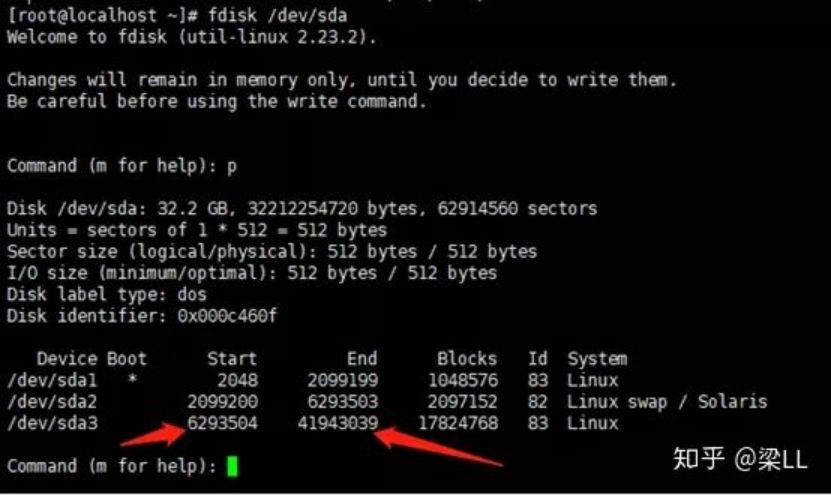 [root@localhost ~]# fdisk /dev/sda
Welcome to fdisk (util-linux 2.23.2).
Changes will remain in memory only, until you decide to write them.
Be careful before using the write command.
Command (m for help): p
Disk /dev/sda: 32.2 GB, 32212254720 bytes, 62914560 sectors
Units = sectors of 1 * 512 = 512 bytes
Sector size (logical/physical): 512 bytes / 512 bytes
I/O size (minimum/optimal): 512 bytes / 512 bytes
Disk label type: dos
Disk identifier: 0x000c460f
Device Boot Start End Blocks Id System
/dev/sda1 * 2048 2099199 1048576 83 Linux
/dev/sda2 2099200 6293503 2097152 82 Linux swap / Solaris
/dev/sda3 6293504 41943039 17824768 83 Linux
Command (m for help):
知乎 @梁LL